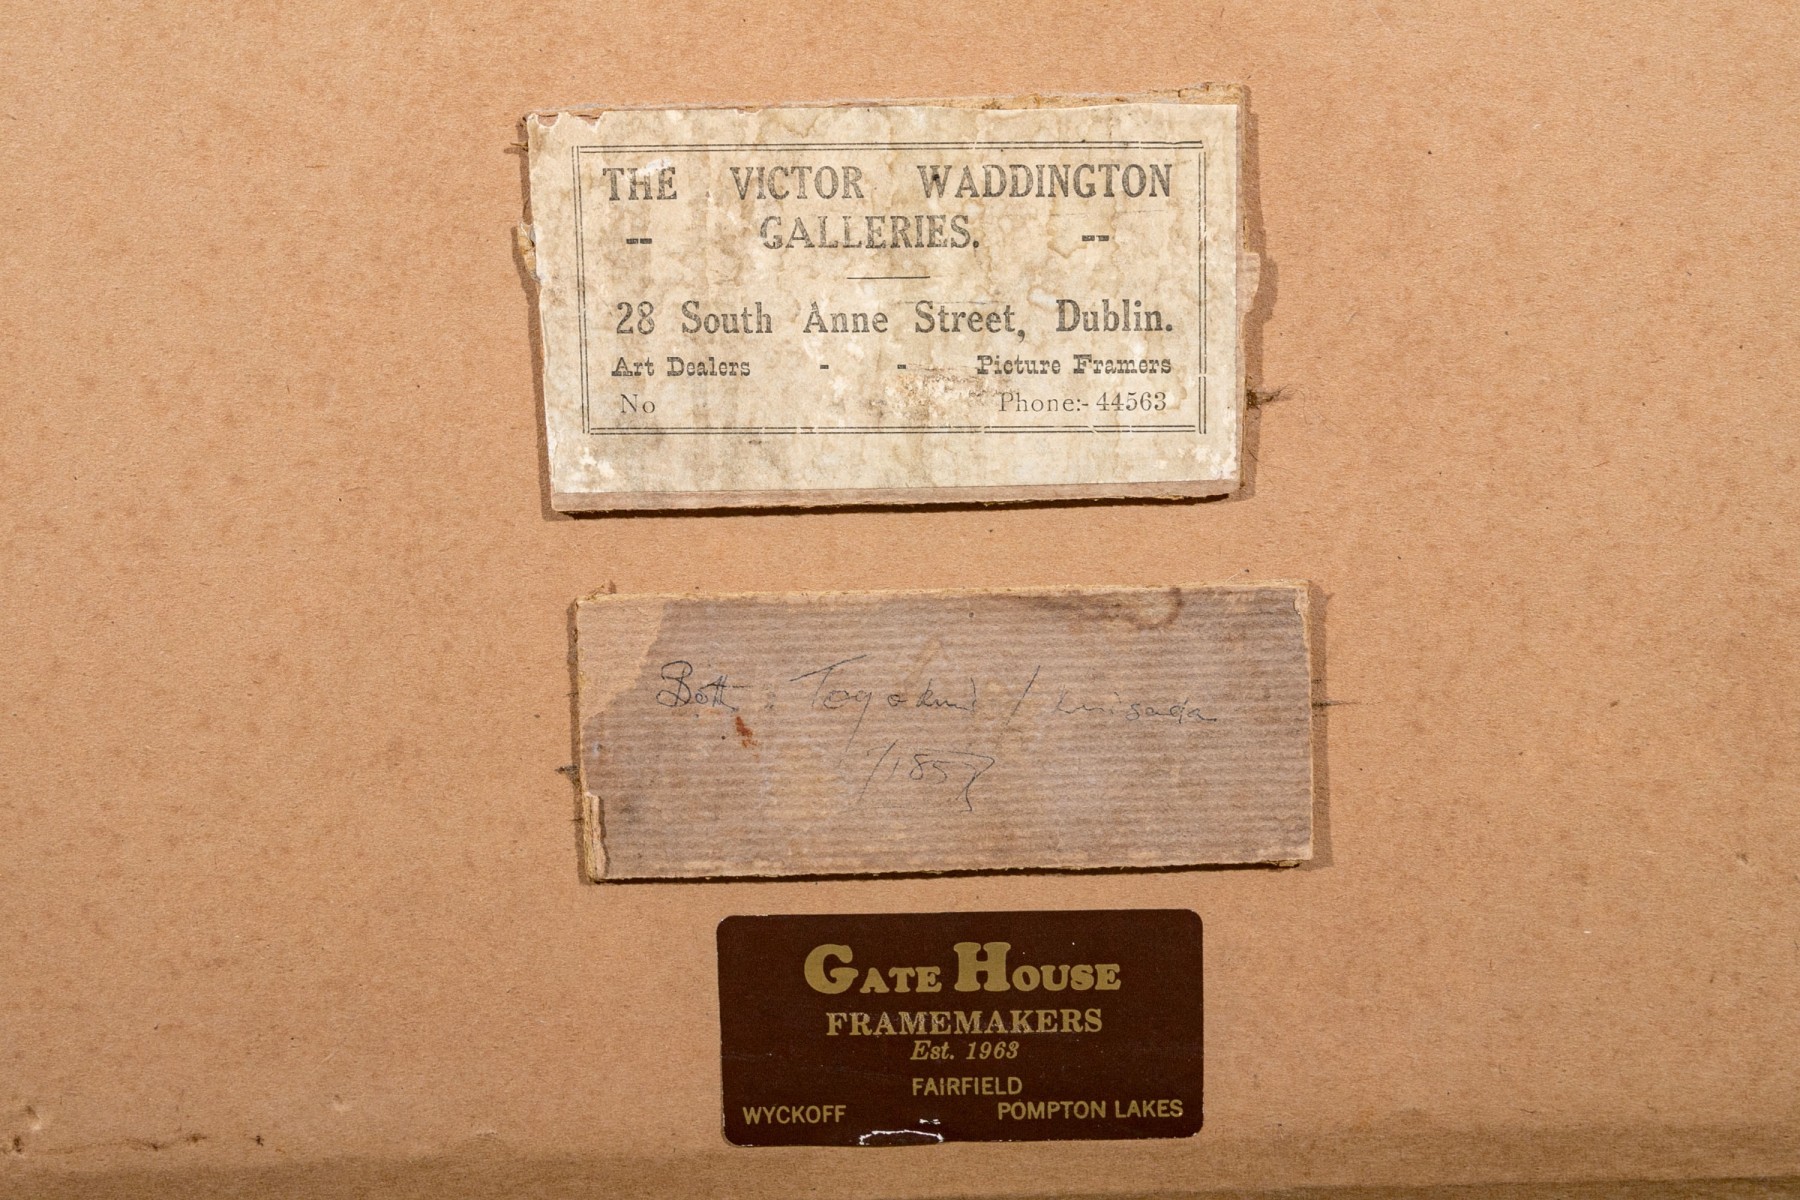 THE VICTOR WADDINGTON
-- GALLERIES. --
28 South Anne Street, Dublin.
Art Dealers - - Picture Framers
No Phone:- 44563
Both : Toyokuni / Kunisada
/1857
GATE HOUSE
FRAMEMAKERS
Est. 1963
FAIRFIELD
WYCKOFF POMPTON LAKES